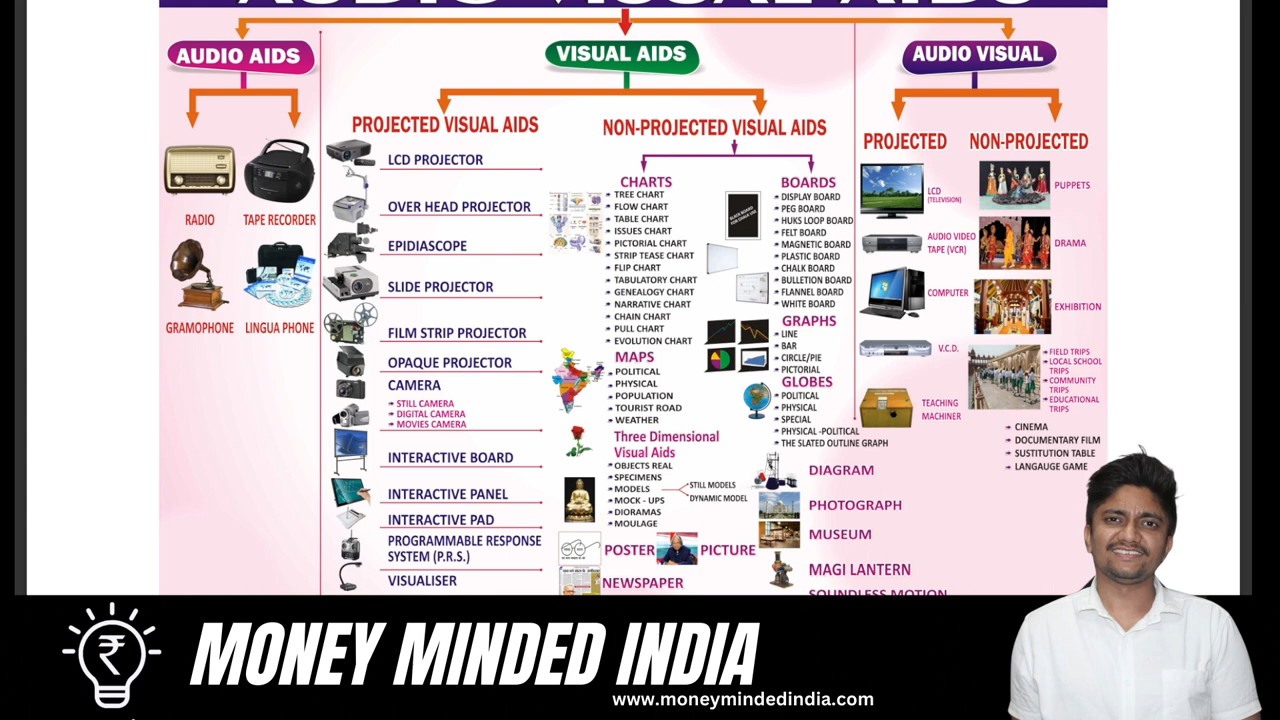 AUDIO VISUAL AIDS
AUDIO AIDS
RADIO
TAPE RECORDER
GRAMOPHONE
LINGUA PHONE
VISUAL AIDS
PROJECTED VISUAL AIDS
LCD PROJECTOR
OVER HEAD PROJECTOR
EPIDIASCOPE
SLIDE PROJECTOR
FILM STRIP PROJECTOR
OPAQUE PROJECTOR
CAMERA
STILL CAMERA
DIGITAL CAMERA
MOVIES CAMERA
INTERACTIVE BOARD
INTERACTIVE PANEL
INTERACTIVE PAD
PROGRAMMABLE RESPONSE
SYSTEM (P.R.S.)
VISUALISER
NON-PROJECTED VISUAL AIDS
CHARTS
TREE CHART
FLOW CHART
TABLE CHART
ISSUES CHART
PICTORIAL CHART
STRIP TEASE CHART
FLIP CHART
TABULATORY CHART
GENEALOGY CHART
NARRATIVE CHART
CHAIN CHART
PULL CHART
EVOLUTION CHART
MAPS
POLITICAL
PHYSICAL
POPULATION
TOURIST ROAD
WEATHER
Three Dimensional
Visual Aids
OBJECTS REAL
SPECIMENS
MODELS
STILL MODELS
DYNAMIC MODEL
MOCK - UPS
DIORAMAS
MOULAGE
POSTER
PICTURE
NEWSPAPER
BOARDS
DISPLAY BOARD
PEG BOARD
HUKS LOOP BOARD
FELT BOARD
MAGNETIC BOARD
PLASTIC BOARD
CHALK BOARD
BULLETION BOARD
FLANNEL BOARD
WHITE BOARD
GRAPHS
LINE
BAR
CIRCLE/PIE
PICTORIAL
GLOBES
POLITICAL
PHYSICAL
SPECIAL
PHYSICAL -POLITICAL
THE SLATED OUTLINE GRAPH
DIAGRAM
PHOTOGRAPH
MUSEUM
MAGI LANTERN
SOUNDLESS MOTION
AUDIO VISUAL
PROJECTED
LCD
(TELEVISION)
AUDIO VIDEO
TAPE (VCR)
COMPUTER
V.C.D.
TEACHING
MACHINER
NON-PROJECTED
PUPPETS
DRAMA
EXHIBITION
FIELD TRIPS
LOCAL SCHOOL
TRIPS
COMMUNITY
TRIPS
EDUCATIONAL
TRIPS
CINEMA
DOCUMENTARY FILM
SUSTITUTION TABLE
LANGAUGE GAME
₹
MONEY MINDED INDIA
www.moneymindedindia.com